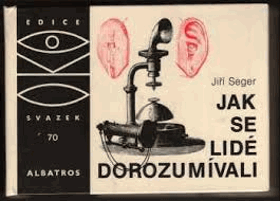 EDICE
OKO
SVAZEK
70
ALBATROS
Jiří Seger
JAK
SE
LIDÉ
DOROZUMÍVALI